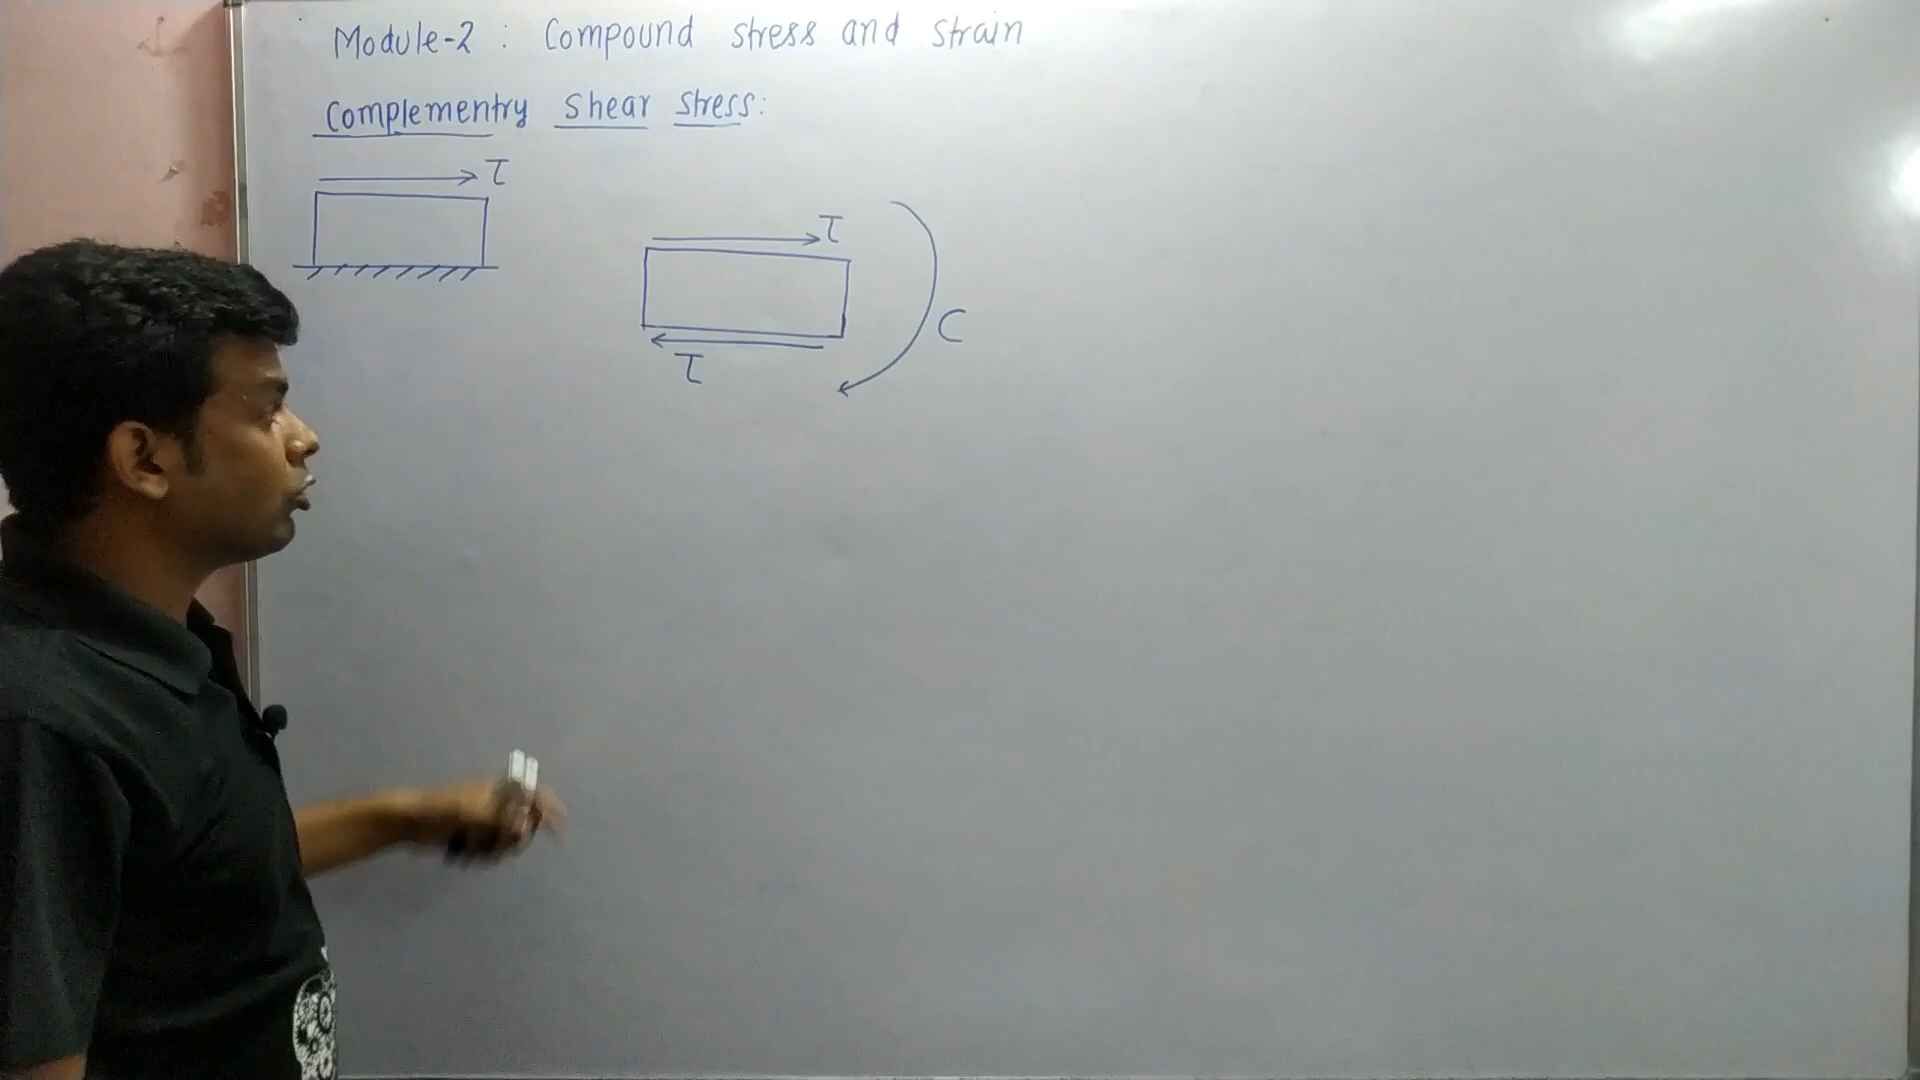 Module-2 : Compound stress and strain
Complementry shear stress:
τ
τ
τ
C